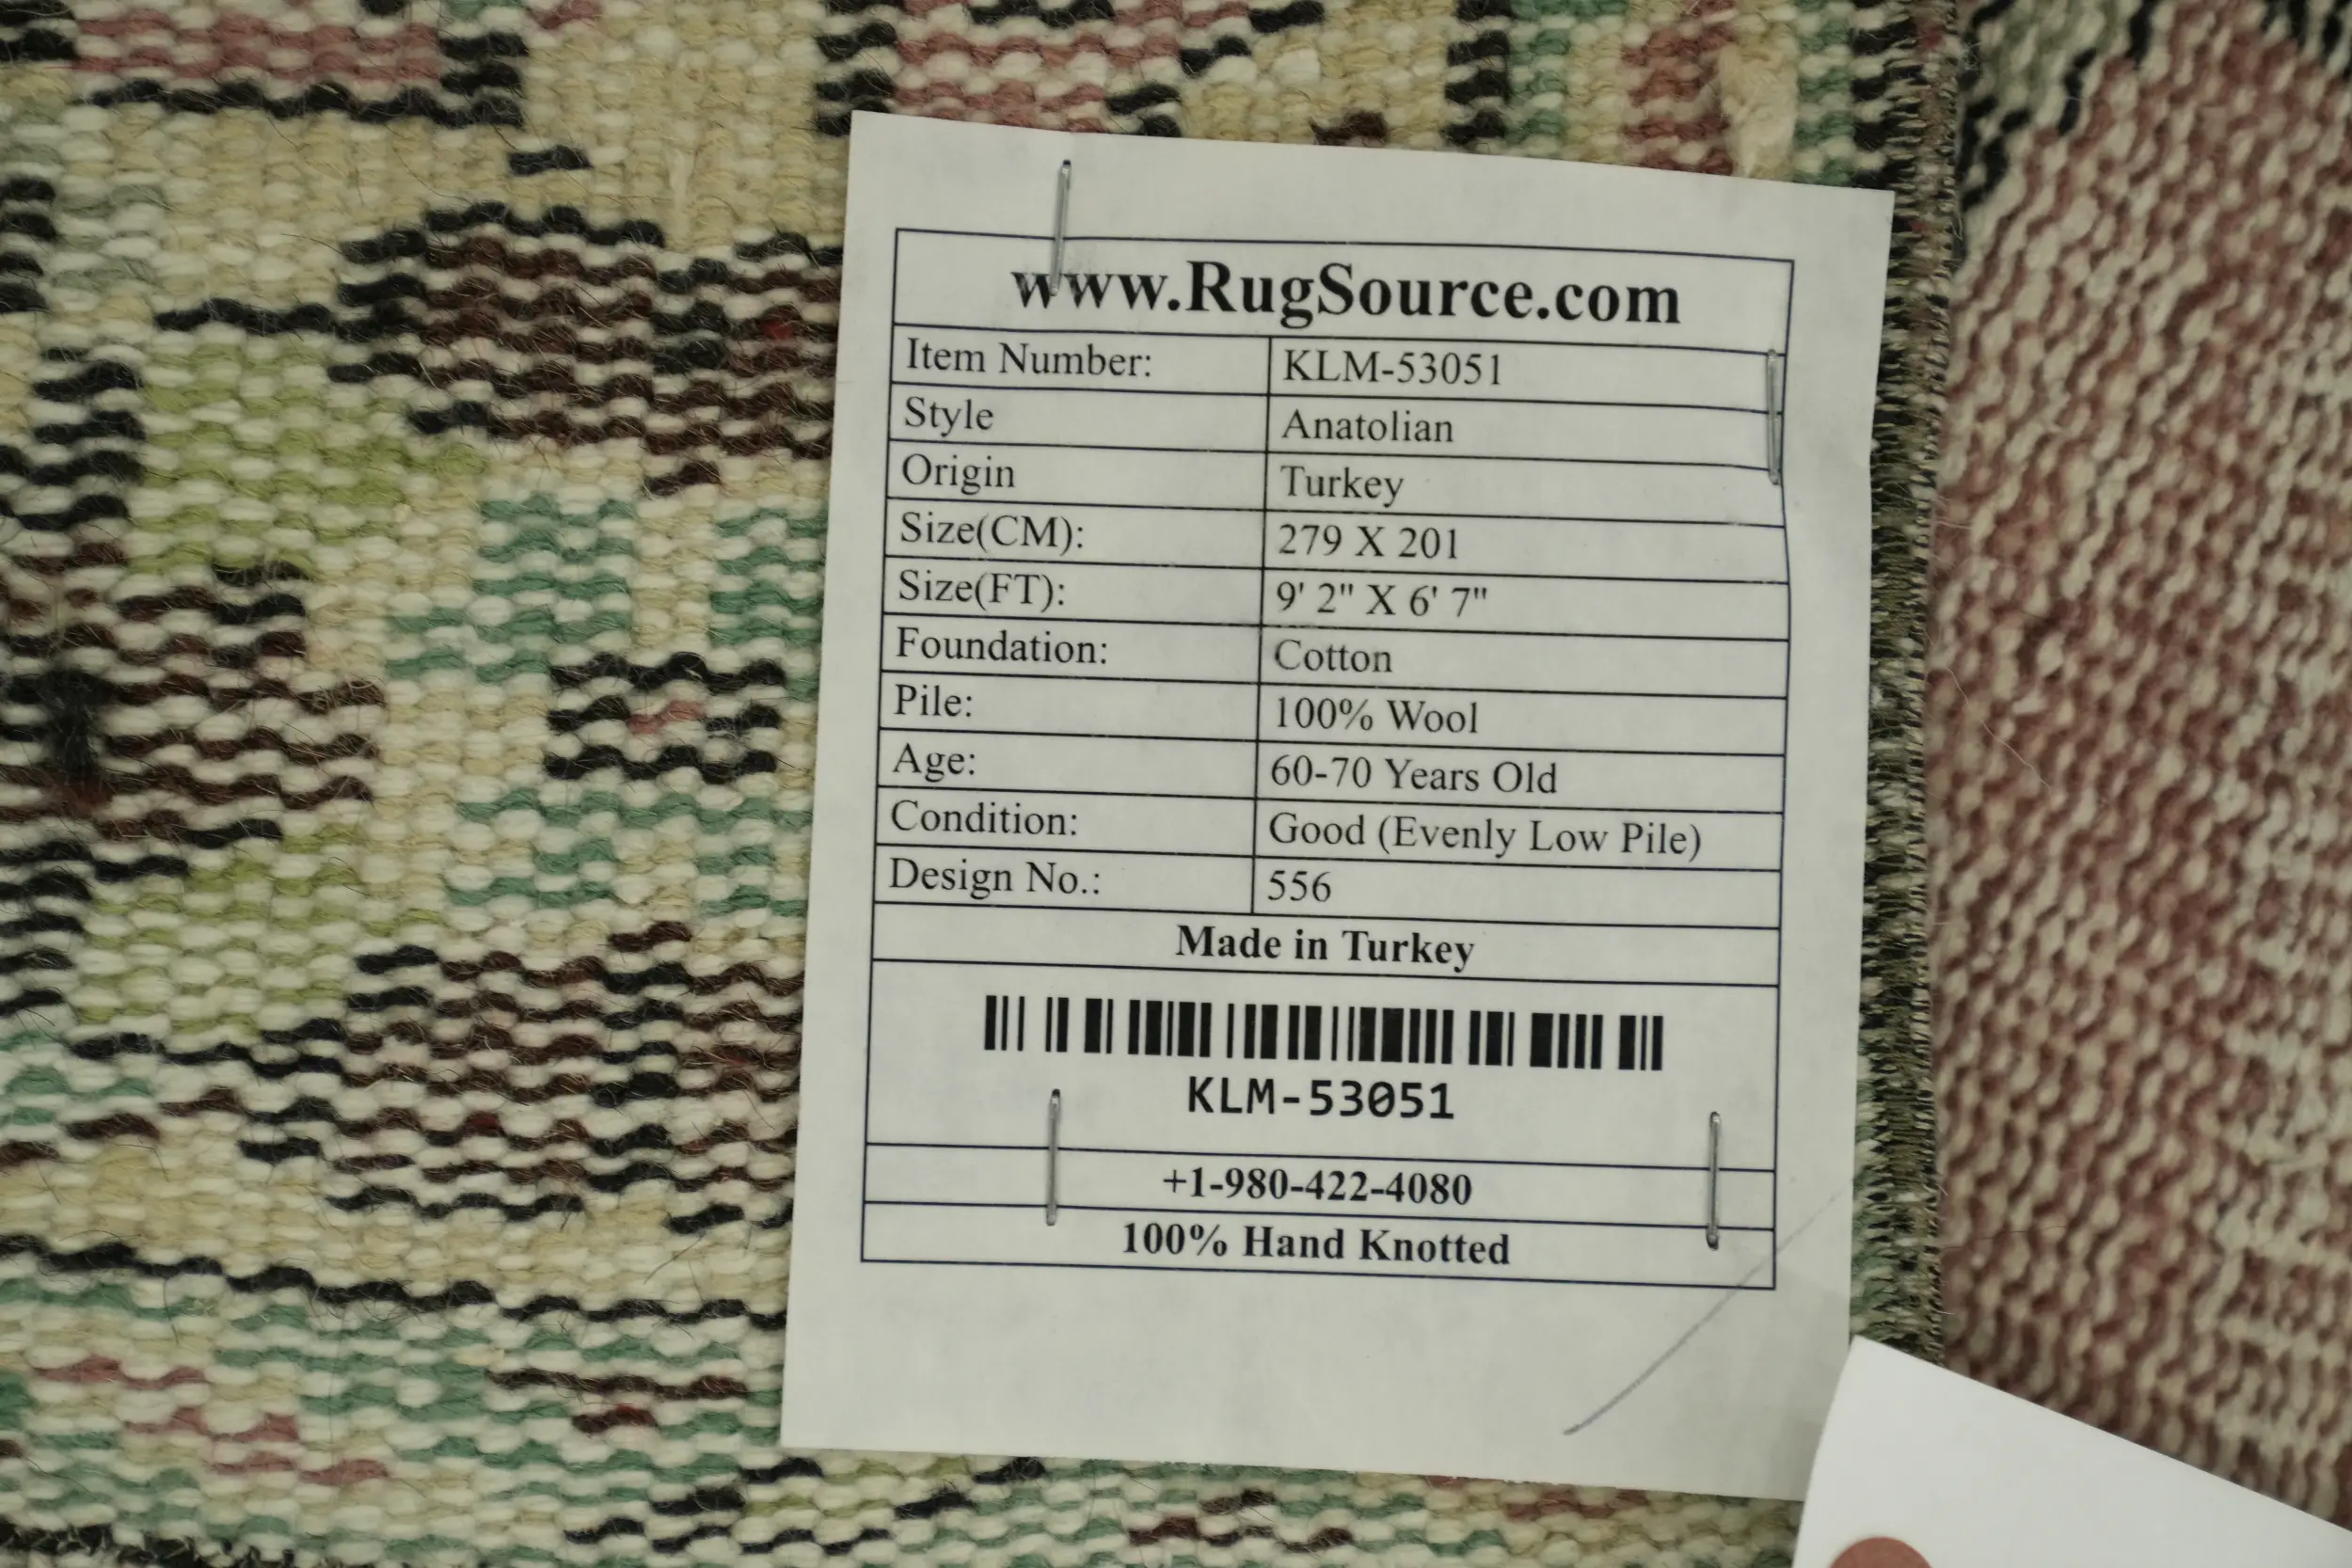 www.RugSource.com
Item Number: KLM-53051
Style Anatolian
Origin Turkey
Size(CM): 279 X 201
Size(FT): 9' 2" X 6' 7"
Foundation: Cotton
Pile: 100% Wool
Age: 60-70 Years Old
Condition: Good (Evenly Low Pile)
Design No.: 556
Made in Turkey
KLM-53051
+1-980-422-4080
100% Hand Knotted